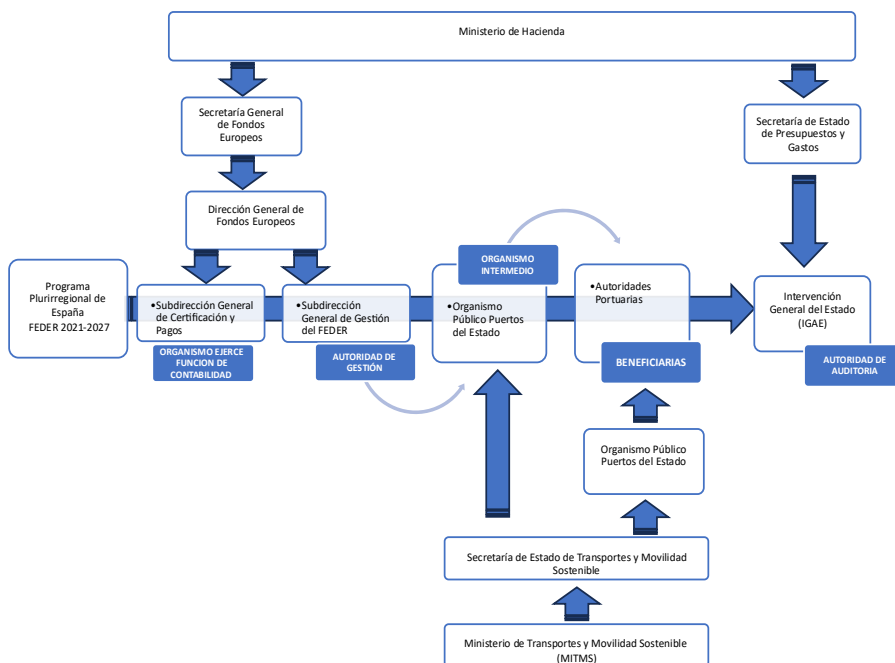 Ministerio de Hacienda
Secretaría General
de Fondos
Europeos
Secretaría de Estado
de Presupuestos y
Gastos
Dirección General de
Fondos Europeos
ORGANISMO
INTERMEDIO
Programa
Plurirregional de
España
FEDER 2021-2027
•Subdirección General
de Certificación y
Pagos
ORGANISMO EJERCE
FUNCION DE
CONTABILIDAD
•Subdirección
General de Gestión
del FEDER
AUTORIDAD DE
GESTIÓN
•Organismo
Público Puertos
del Estado
•Autoridades
Portuarias
BENEFICIARIAS
Intervención
General del Estado
(IGAE)
AUTORIDAD DE
AUDITORIA
Organismo Público
Puertos del Estado
Secretaría de Estado de Transportes y Movilidad
Sostenible
Ministerio de Transportes y Movilidad Sostenible
(MITMS)